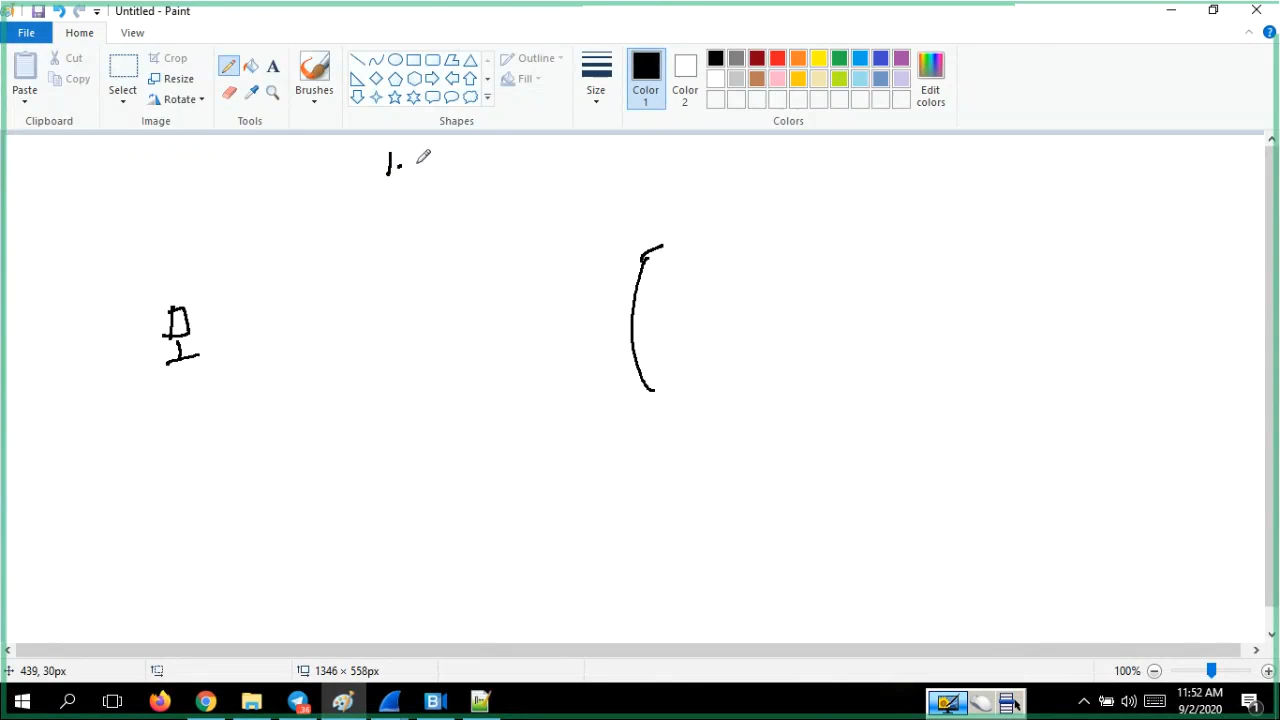 Untitled - Paint
File Home View
Paste
Cut
Copy
Clipboard
Select
Crop
Resize
Rotate
Image
Tools
Brushes
Shapes
Outline
Fill
Size
Color 1
Color 2
Edit colors
Colors
1.
439, 30px
1346 × 558px
100%
36
11:52 AM
9/2/2020
1